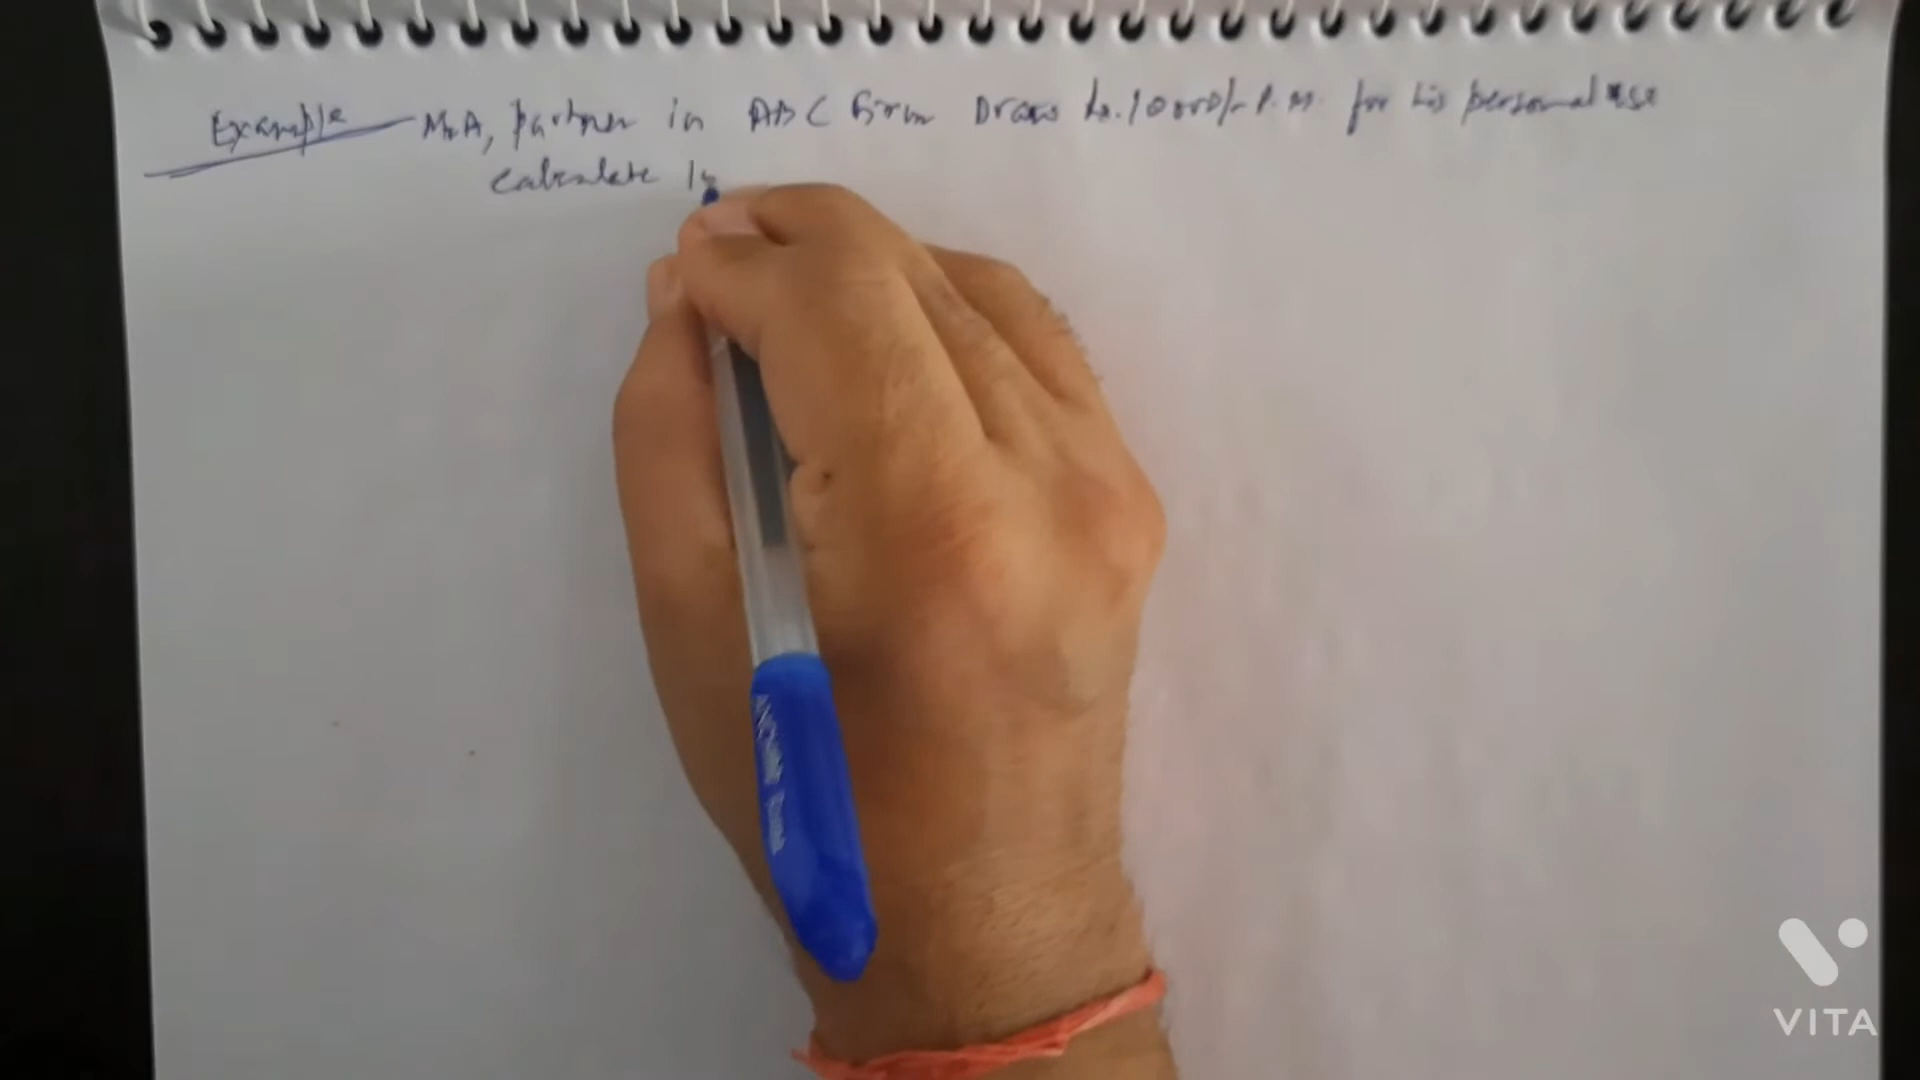 Example - Mr. A, partner in ABC firm Draws Rs. 10000/- P.M. for his personal use
calculate
VITA